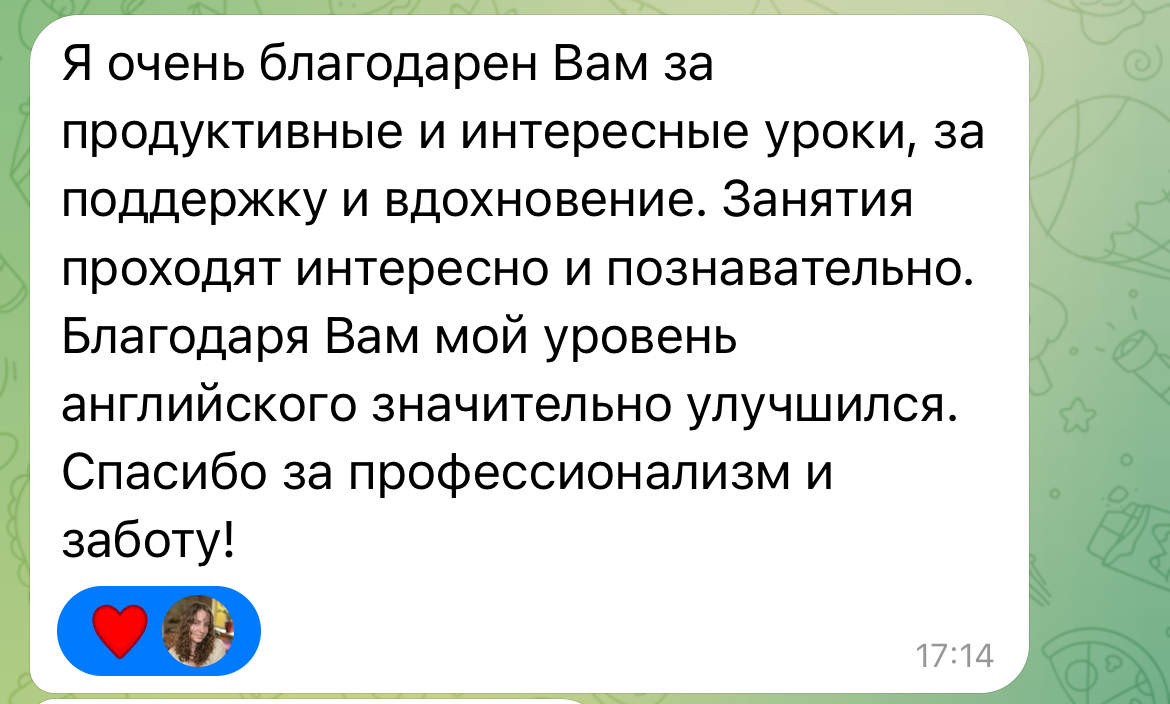 Я очень благодарен Вам за
продуктивные и интересные уроки, за
поддержку и вдохновение. Занятия
проходят интересно и познавательно.
Благодаря Вам мой уровень
английского значительно улучшился.
Спасибо за профессионализм и
заботу!
17:14